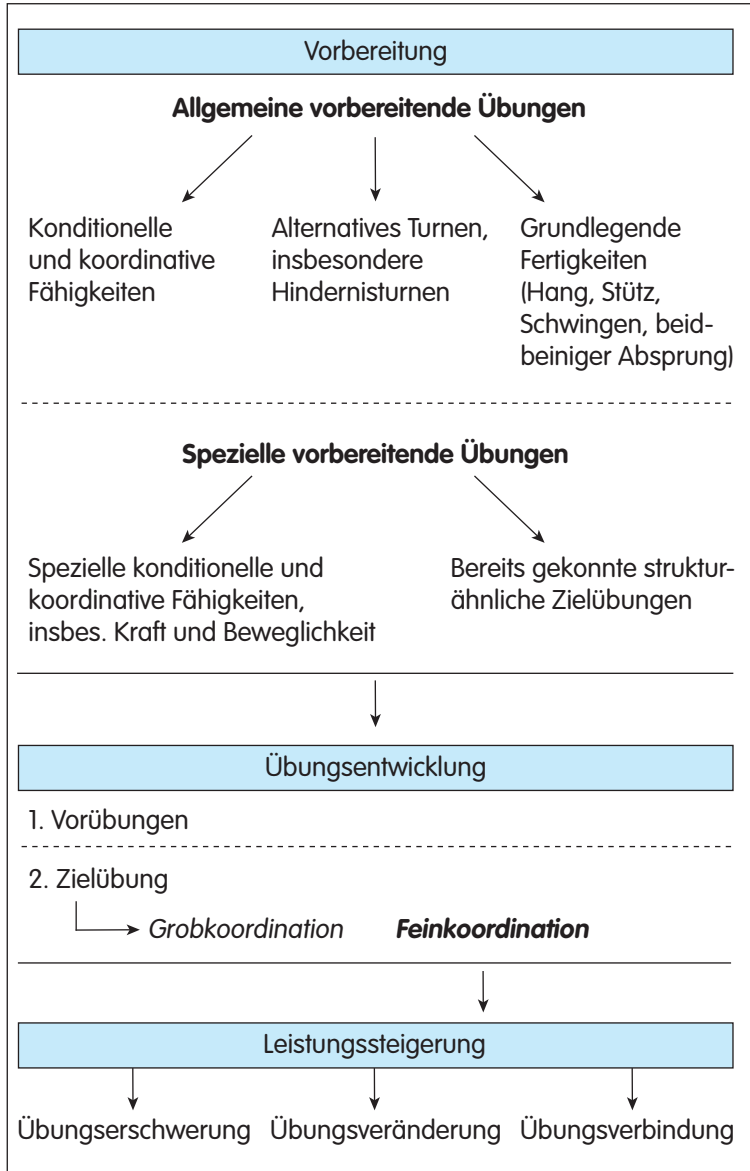 Vorbereitung
Allgemeine vorbereitende Übungen
Konditionelle
und koordinative
Fähigkeiten
Alternatives Turnen,
insbesondere
Hindernisturnen
Grundlegende
Fertigkeiten
(Hang, Stütz,
Schwingen, beid-
beiniger Absprung)
Spezielle vorbereitende Übungen
Spezielle konditionelle und
koordinative Fähigkeiten,
insbes. Kraft und Beweglichkeit
Bereits gekonnte struktur-
ähnliche Zielübungen
Übungsentwicklung
1. Vorübungen
2. Zielübung
Grobkoordination Feinkoordination
Leistungssteigerung
Übungserschwerung Übungsveränderung Übungsverbindung